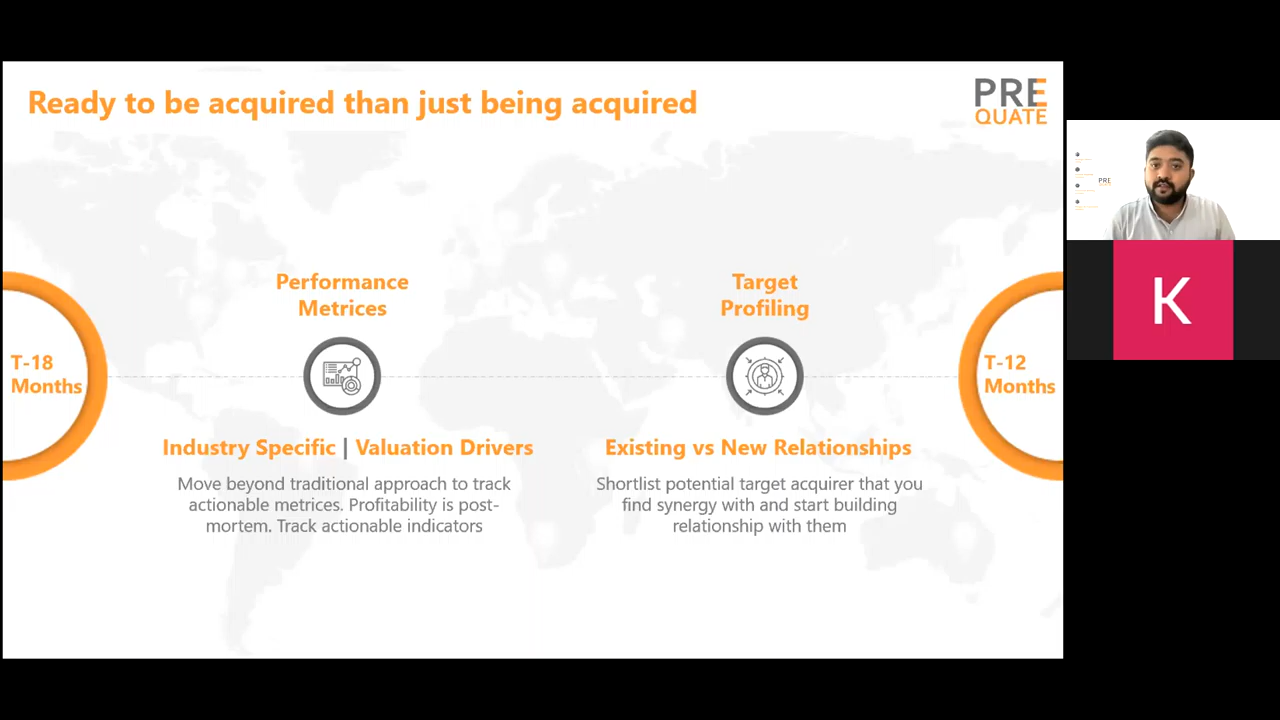 Ready to be acquired than just being acquired
PRE
QUATE
Performance
Metrices
Target
Profiling
T-18
Months
T-12
Months
Industry Specific | Valuation Drivers
Existing vs New Relationships
Move beyond traditional approach to track
actionable metrices. Profitability is post-
mortem. Track actionable indicators
Shortlist potential target acquirer that you
find synergy with and start building
relationship with them
PRE
K